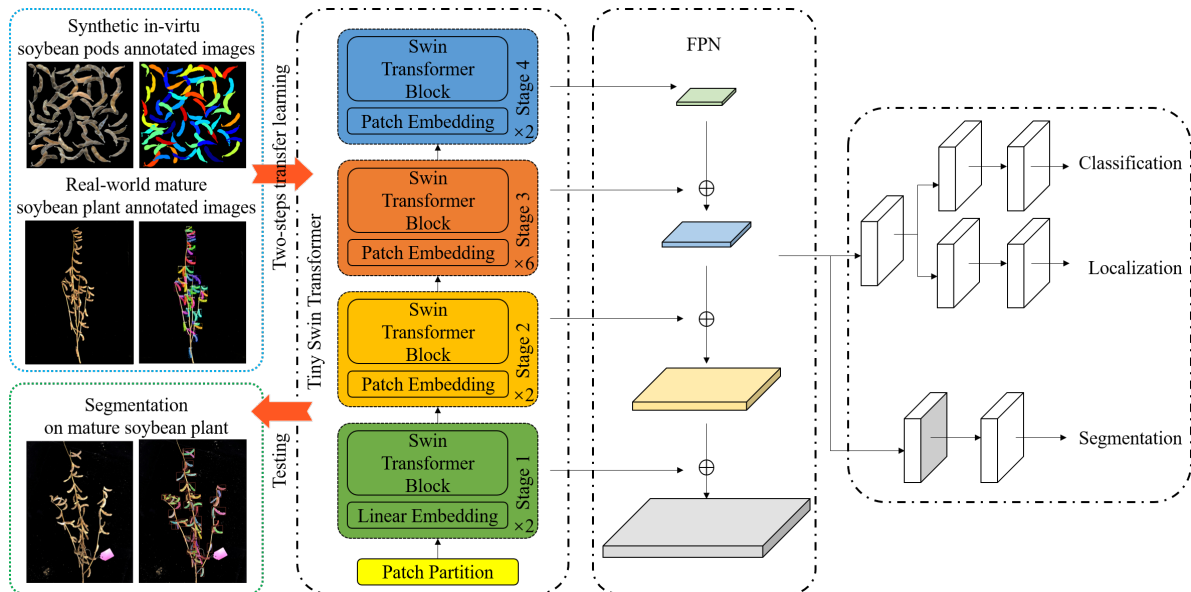 Synthetic in-virtu
soybean pods annotated images
Real-world mature
soybean plant annotated images
Two-steps transfer learning
Segmentation
on mature soybean plant
Testing
Tiny Swin Transformer
Swin
Transformer
Block
Patch Embedding
Stage 4
×2
Swin
Transformer
Block
Patch Embedding
Stage 3
×6
Swin
Transformer
Block
Patch Embedding
Stage 2
×2
Swin
Transformer
Block
Linear Embedding
Stage 1
×2
Patch Partition
FPN
Classification
Localization
Segmentation